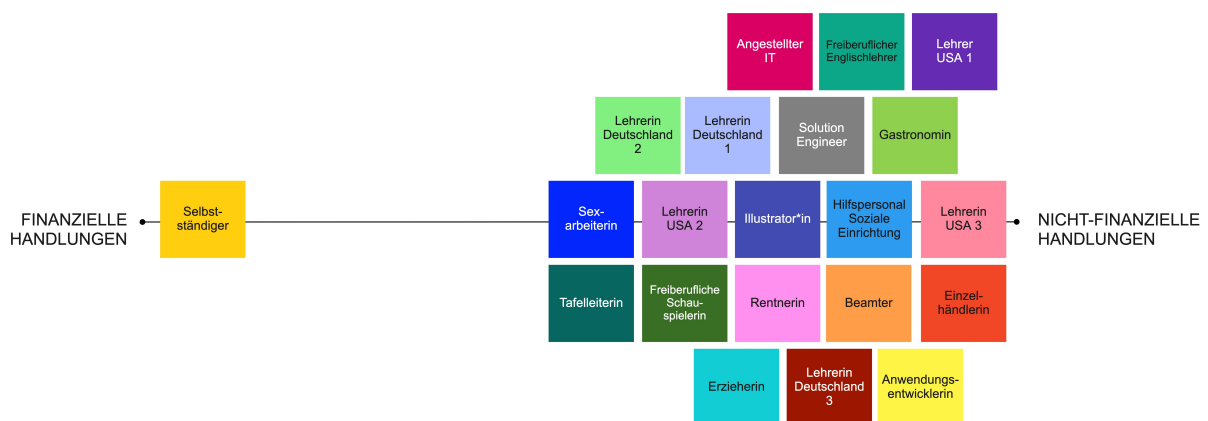 Angestellter
IT
Freiberuflicher
Englischlehrer
Lehrer
USA 1
Lehrerin
Deutschland
2
Lehrerin
Deutschland
1
Solution
Engineer
Gastronomin
FINANZIELLE
HANDLUNGEN
Selbst-
ständiger
Sex-
arbeiterin
Lehrerin
USA 2
Illustrator*in
Hilfspersonal
Soziale
Einrichtung
Lehrerin
USA 3
NICHT-FINANZIELLE
HANDLUNGEN
Tafelleiterin
Freiberufliche
Schau-
spielerin
Rentnerin
Beamter
Einzel-
händlerin
Erzieherin
Lehrerin
Deutschland
3
Anwendungs-
entwicklerin